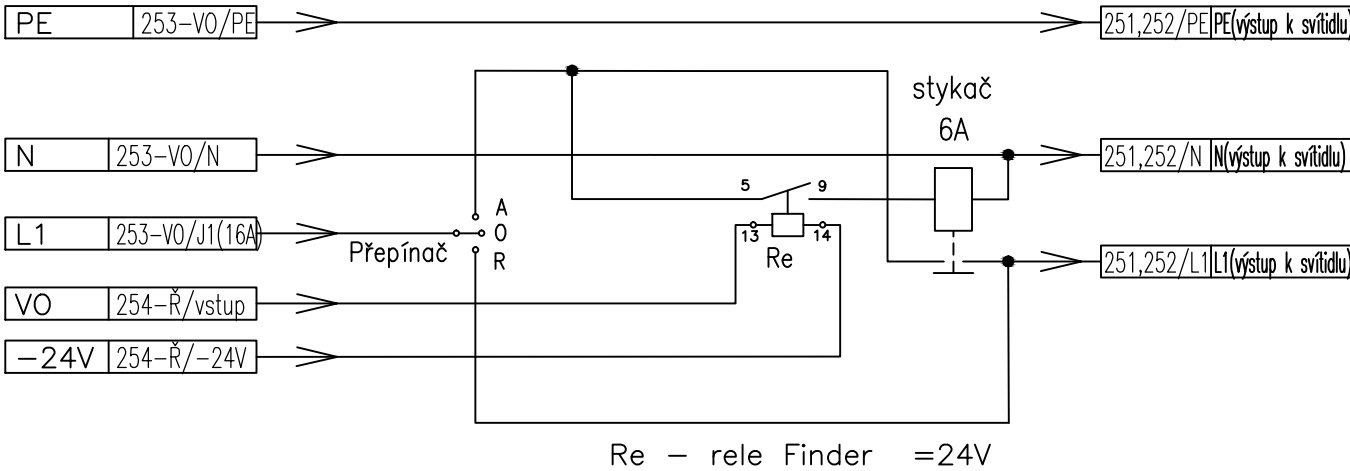 PE 253-VO/PE
251,252/PE PE(výstup k svítidlu)
stykač
6A
N 253-VO/N
251,252/N N(výstup k svítidlu)
5 9
A
L1 253-VO/J1(16A)
Přepínač
O
R
13 14
Re
251,252/L1 L1(výstup k svítidlu)
VO 254-Ř/vstup
-24V 254-Ř/-24V
Re - rele Finder =24V